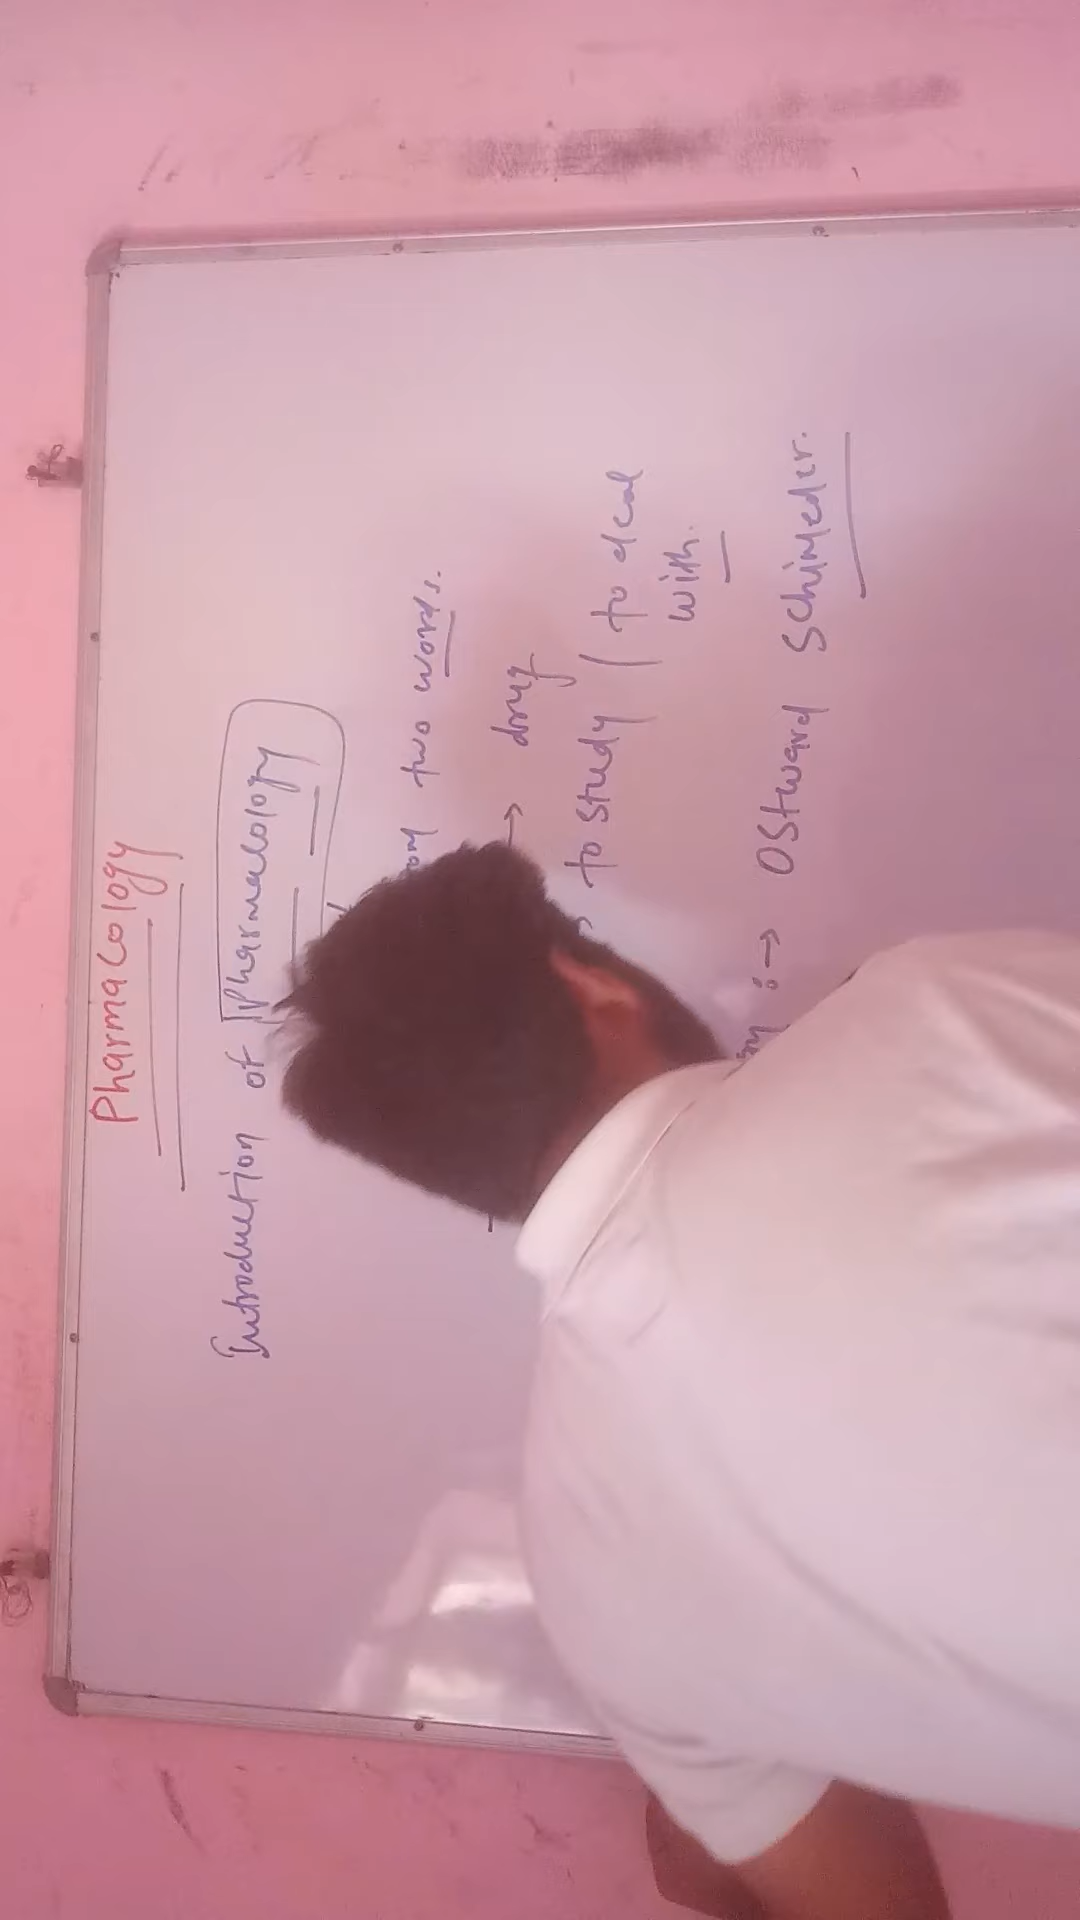 Pharmacology
Introduction of Pharmacology
two words.
→ drug
to study / to deal
with.
:→ Ostward Schimeder.